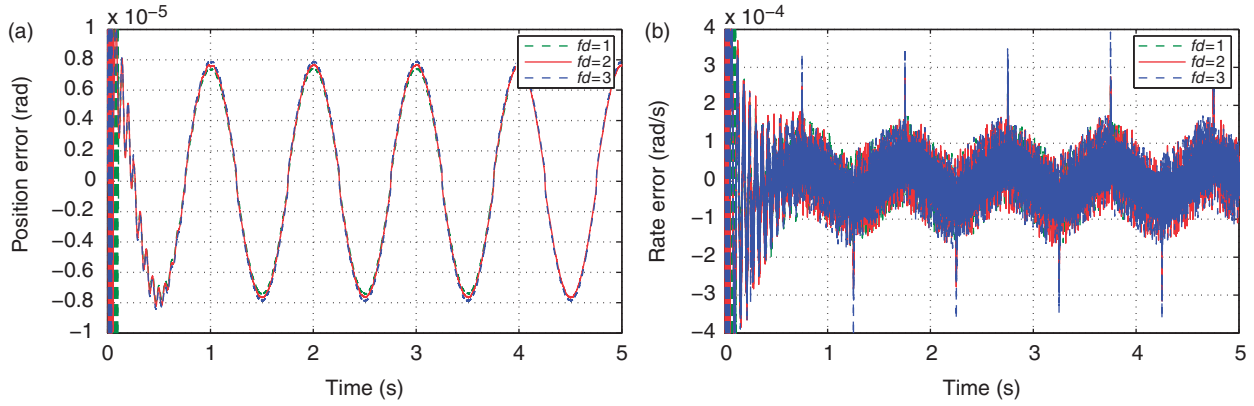 (a)
× 10⁻⁵
1
0.8
0.6
0.4
0.2
0
−0.2
−0.4
−0.6
−0.8
−1
Position error (rad)
fd=1
fd=2
fd=3
0
1
2
3
4
5
Time (s)
(b)
× 10⁻⁴
4
3
2
1
0
−1
−2
−3
−4
Rate error (rad/s)
fd=1
fd=2
fd=3
0
1
2
3
4
5
Time (s)